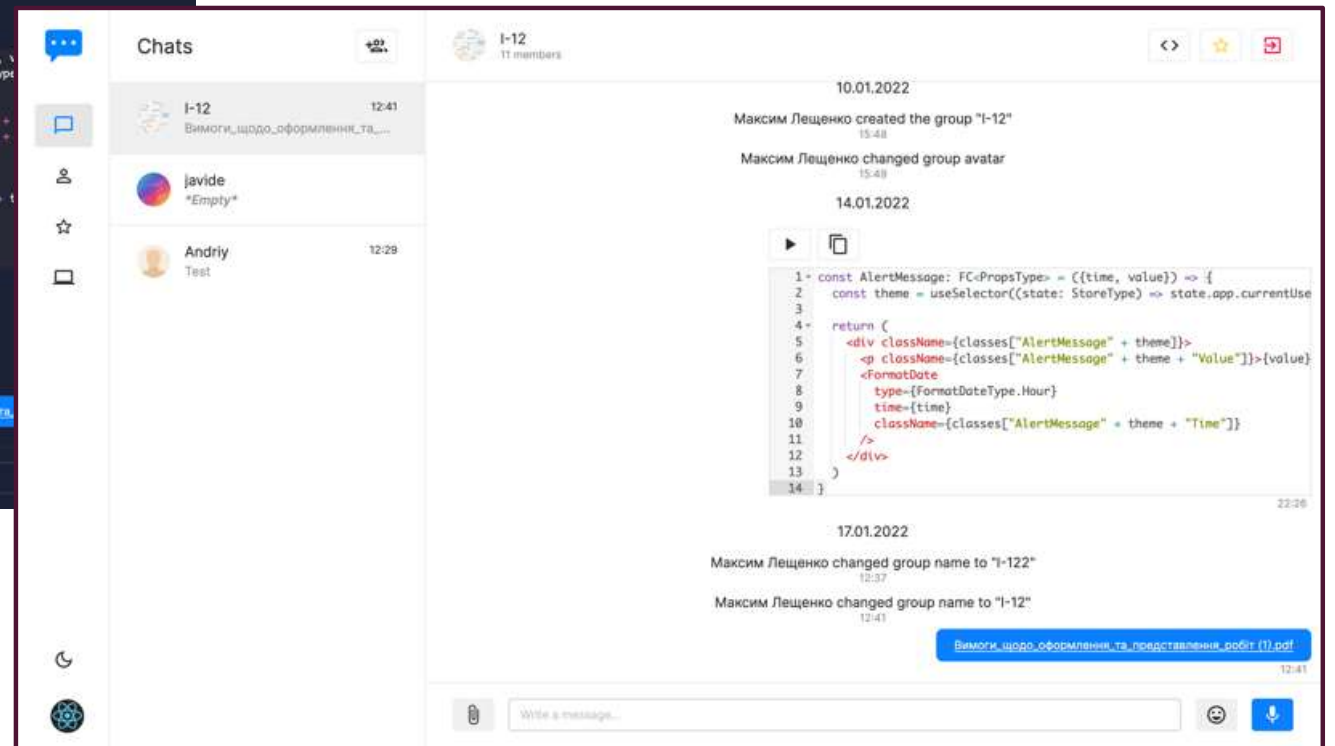 Chats
I-12
12:41
Вимоги_щодо_оформлення_та_...
javide
*Empty*
Andriy
12:29
Test
I-12
11 members
10.01.2022
Максим Лещенко created the group "I-12"
15:48
Максим Лещенко changed group avatar
15:49
14.01.2022
1 const AlertMessage: FC<PropsType> = ({time, value}) => {
2 const theme = useSelector((state: StoreType) => state.app.currentUse
3
4 return (
5 <div className={classes["AlertMessage" + theme]}>
6 <p className={classes["AlertMessage" + theme + "Value"]}>{value}
7 <FormatDate
8 type={FormatDateType.Hour}
9 time={time}
10 className={classes["AlertMessage" + theme + "Time"]}
11 />
12 </div>
13 )
14 }
22:26
17.01.2022
Максим Лещенко changed group name to "I-122"
12:37
Максим Лещенко changed group name to "I-12"
12:41
Вимоги_щодо_оформлення_та_представлення_робіт (1).pdf
12:41
Write a message...